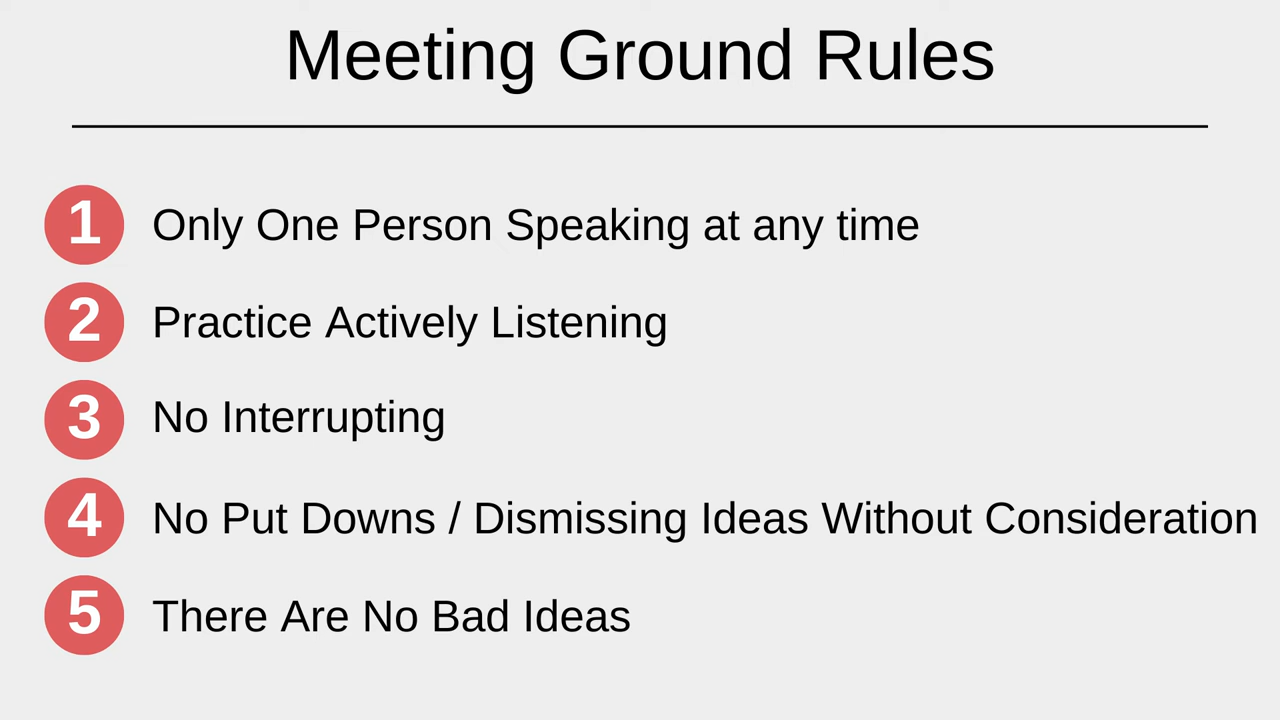 Meeting Ground Rules
1 Only One Person Speaking at any time
2 Practice Actively Listening
3 No Interrupting
4 No Put Downs / Dismissing Ideas Without Consideration
5 There Are No Bad Ideas